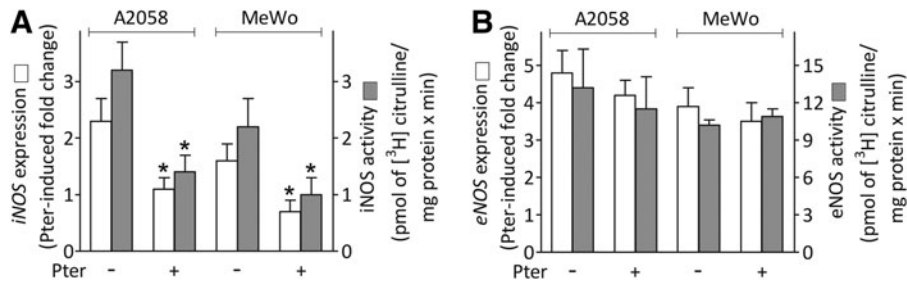 A
A2058 MeWo
iNOS expression
(Pter-induced fold change)
3
2
1
0
3
2
1
0
iNOS activity
(pmol of [³H] citrulline/
mg protein x min)
* * * *
Pter - + - +
B
A2058 MeWo
eNOS expression
(Pter-induced fold change)
5
4
3
2
1
0
15
12
9
6
3
0
eNOS activity
(pmol of [³H] citrulline/
mg protein x min)
Pter - + - +